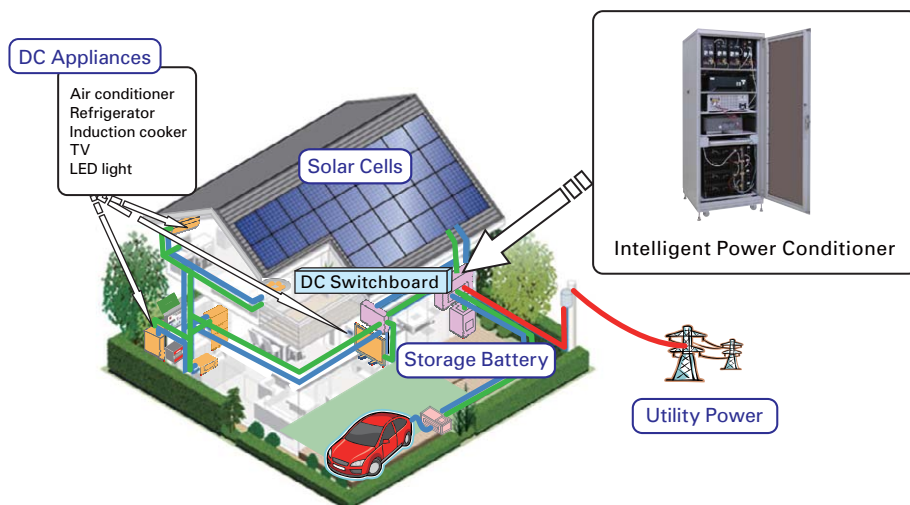 DC Appliances
Air conditioner
Refrigerator
Induction cooker
TV
LED light
Solar Cells
Intelligent Power Conditioner
DC Switchboard
Storage Battery
Utility Power